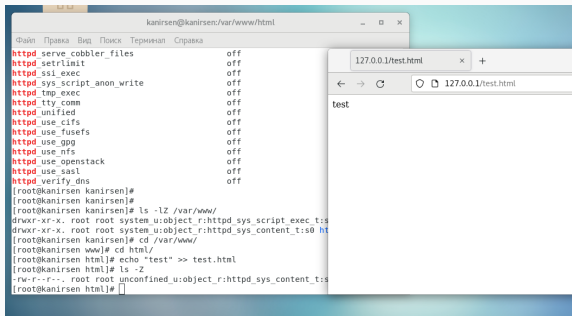 kanirsen@kanirsen:/var/www/html
Файл Правка Вид Поиск Терминал Справка
httpd_serve_cobbler_files off
httpd_setrlimit off
httpd_ssi_exec off
httpd_sys_script_anon_write off
httpd_tmp_exec off
httpd_tty_comm off
httpd_unified off
httpd_use_cifs off
httpd_use_fusefs off
httpd_use_gpg off
httpd_use_nfs off
httpd_use_openstack off
httpd_use_sasl off
httpd_verify_dns off
[root@kanirsen kanirsen]#
[root@kanirsen kanirsen]#
[root@kanirsen kanirsen]# ls -lZ /var/www/
drwxr-xr-x. root root system_u:object_r:httpd_sys_script_exec_t:s
drwxr-xr-x. root root system_u:object_r:httpd_sys_content_t:s0 ht
[root@kanirsen kanirsen]# cd /var/www/
[root@kanirsen www]# cd html/
[root@kanirsen html]# echo "test" >> test.html
[root@kanirsen html]# ls -Z
-rw-r--r--. root root unconfined_u:object_r:httpd_sys_content_t:s
[root@kanirsen html]#
127.0.0.1/test.html
127.0.0.1/test.html
test